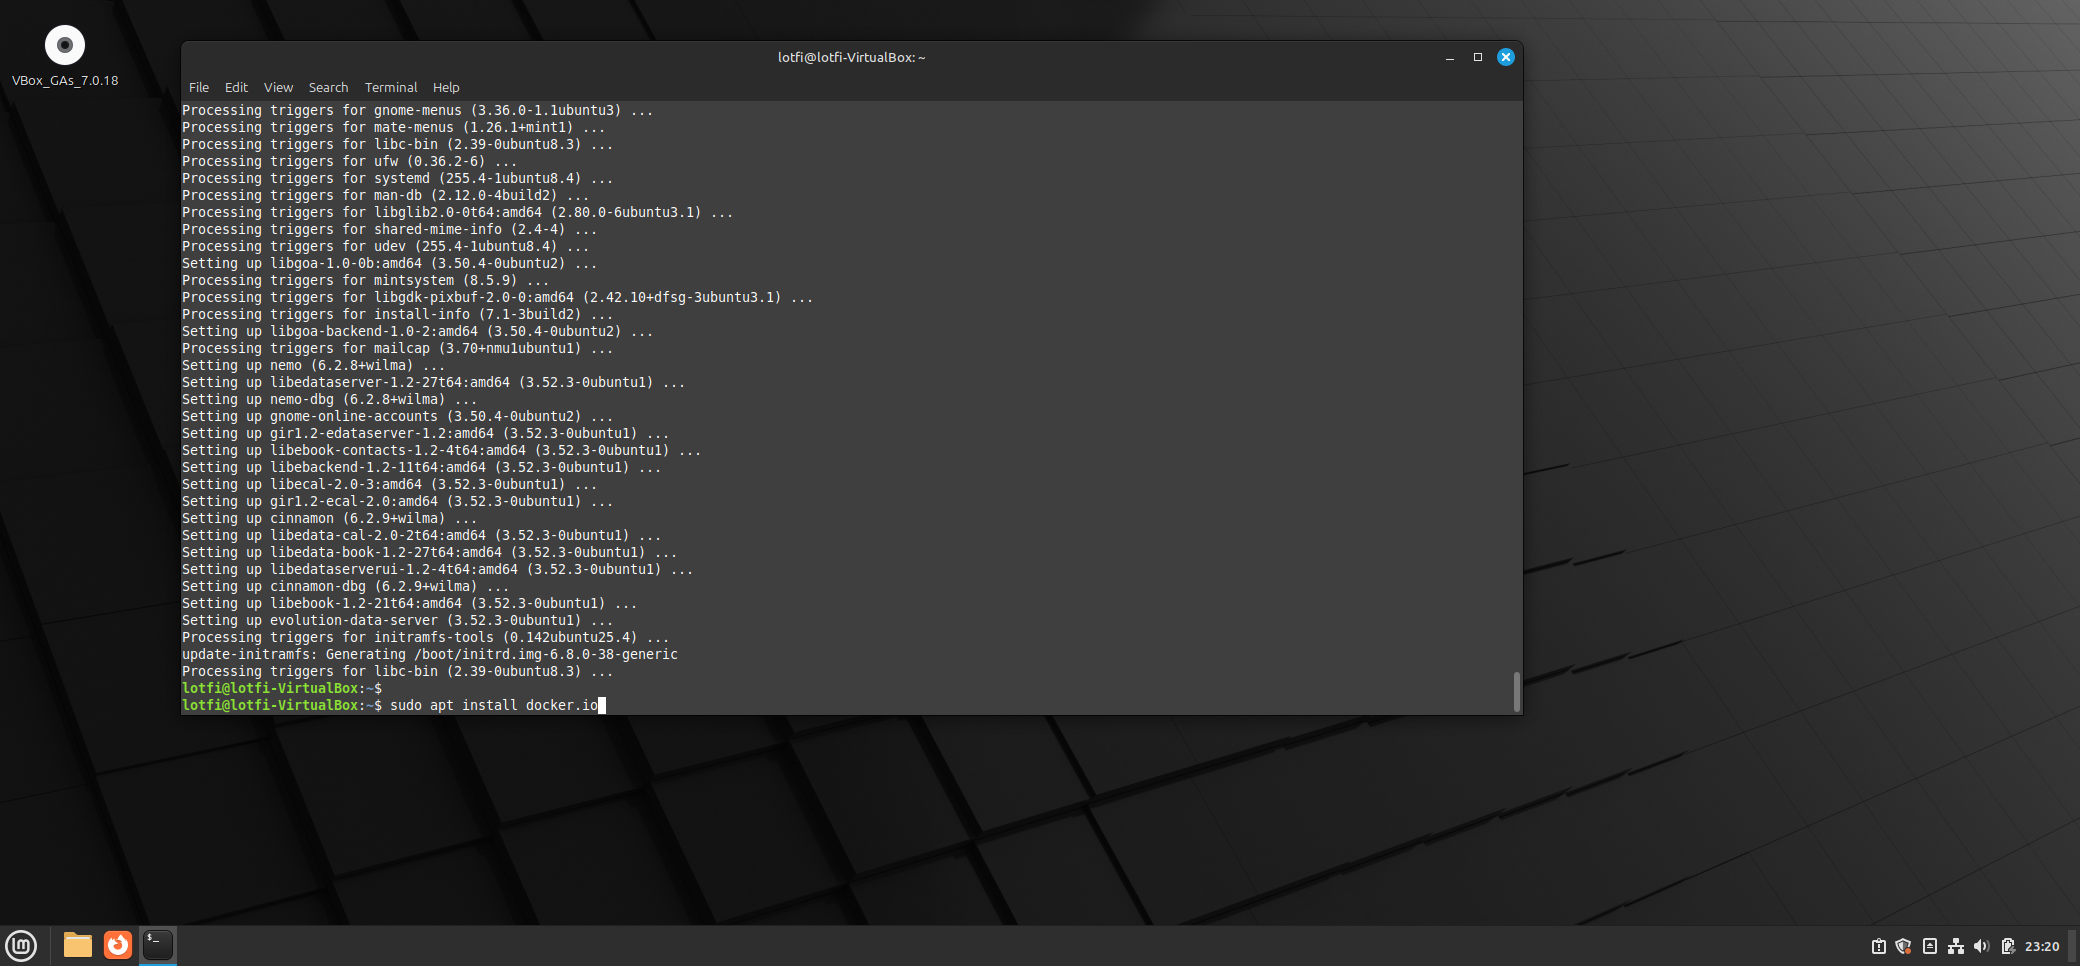 VBox_GAs_7.0.18
lotfi@lotfi-VirtualBox: ~
File Edit View Search Terminal Help
Processing triggers for gnome-menus (3.36.0-1.1ubuntu3) ...
Processing triggers for mate-menus (1.26.1+mint1) ...
Processing triggers for libc-bin (2.39-0ubuntu8.3) ...
Processing triggers for ufw (0.36.2-6) ...
Processing triggers for systemd (255.4-1ubuntu8.4) ...
Processing triggers for man-db (2.12.0-4build2) ...
Processing triggers for libglib2.0-0t64:amd64 (2.80.0-6ubuntu3.1) ...
Processing triggers for shared-mime-info (2.4-4) ...
Processing triggers for udev (255.4-1ubuntu8.4) ...
Setting up libgoa-1.0-0b:amd64 (3.50.4-0ubuntu2) ...
Processing triggers for mintsystem (8.5.9) ...
Processing triggers for libgdk-pixbuf-2.0-0:amd64 (2.42.10+dfsg-3ubuntu3.1) ...
Processing triggers for install-info (7.1-3build2) ...
Setting up libgoa-backend-1.0-2:amd64 (3.50.4-0ubuntu2) ...
Processing triggers for mailcap (3.70+nmu1ubuntu1) ...
Setting up nemo (6.2.8+wilma) ...
Setting up libedataserver-1.2-27t64:amd64 (3.52.3-0ubuntu1) ...
Setting up nemo-dbg (6.2.8+wilma) ...
Setting up gnome-online-accounts (3.50.4-0ubuntu2) ...
Setting up gir1.2-edataserver-1.2:amd64 (3.52.3-0ubuntu1) ...
Setting up libebook-contacts-1.2-4t64:amd64 (3.52.3-0ubuntu1) ...
Setting up libebackend-1.2-11t64:amd64 (3.52.3-0ubuntu1) ...
Setting up libecal-2.0-3:amd64 (3.52.3-0ubuntu1) ...
Setting up gir1.2-ecal-2.0:amd64 (3.52.3-0ubuntu1) ...
Setting up cinnamon (6.2.9+wilma) ...
Setting up libedata-cal-2.0-2t64:amd64 (3.52.3-0ubuntu1) ...
Setting up libedata-book-1.2-27t64:amd64 (3.52.3-0ubuntu1) ...
Setting up libedataserverui-1.2-4t64:amd64 (3.52.3-0ubuntu1) ...
Setting up cinnamon-dbg (6.2.9+wilma) ...
Setting up libebook-1.2-21t64:amd64 (3.52.3-0ubuntu1) ...
Setting up evolution-data-server (3.52.3-0ubuntu1) ...
Processing triggers for initramfs-tools (0.142ubuntu25.4) ...
update-initramfs: Generating /boot/initrd.img-6.8.0-38-generic
Processing triggers for libc-bin (2.39-0ubuntu8.3) ...
lotfi@lotfi-VirtualBox:~$
lotfi@lotfi-VirtualBox:~$ sudo apt install docker.io
$_
23:20